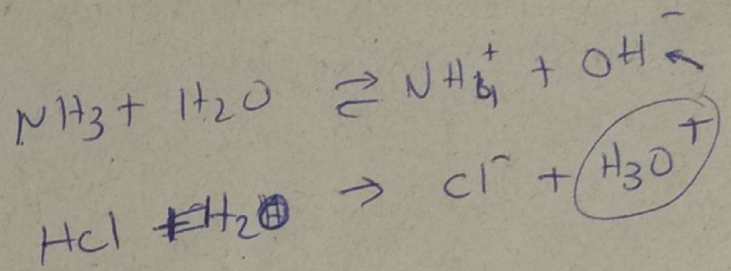 NH₃ + H₂O ⇌ NH₄⁺ + OH⁻
HCl + H₂O → Cl⁻ + H₃O⁺